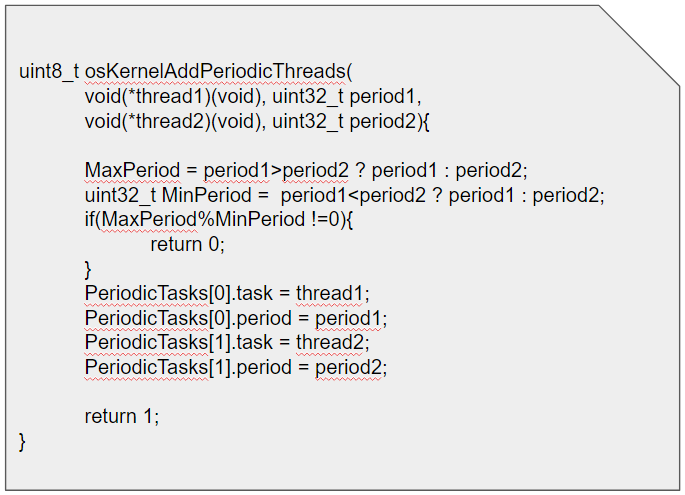 uint8_t osKernelAddPeriodicThreads(
void(*thread1)(void), uint32_t period1,
void(*thread2)(void), uint32_t period2){
MaxPeriod = period1>period2 ? period1 : period2;
uint32_t MinPeriod =  period1<period2 ? period1 : period2;
if(MaxPeriod%MinPeriod !=0){
return 0;
}
PeriodicTasks[0].task = thread1;
PeriodicTasks[0].period = period1;
PeriodicTasks[1].task = thread2;
PeriodicTasks[1].period = period2;
return 1;
}